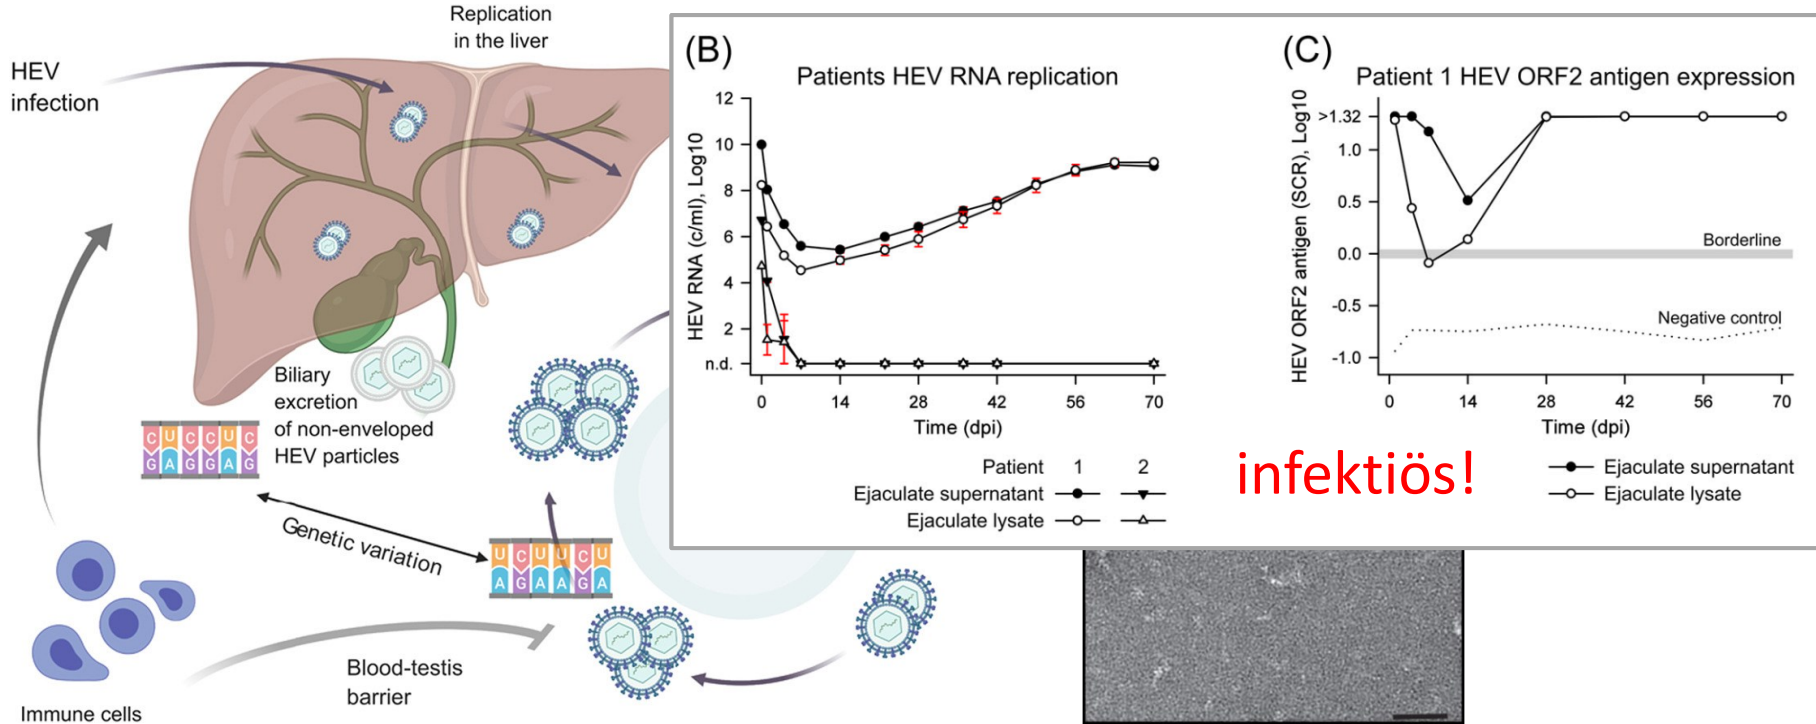 Replication
in the liver
HEV
infection
Biliary
excretion
of non-enveloped
HEV particles
C U C C U C
G A G G A G
Genetic variation
U C U U C U
A G A A G A
Blood-testis
barrier
Immune cells
(B)
Patients HEV RNA replication
HEV RNA (c/ml), Log10
12
10
8
6
4
2
n.d.
0 14 28 42 56 70
Time (dpi)
Patient 1 2
Ejaculate supernatant
Ejaculate lysate
(C)
Patient 1 HEV ORF2 antigen expression
HEV ORF2 antigen (SCR), Log10
>1.32
1.0
0.5
0.0
-0.5
-1.0
Borderline
Negative control
0 14 28 42 56 70
Time (dpi)
Ejaculate supernatant
Ejaculate lysate
infektiös!